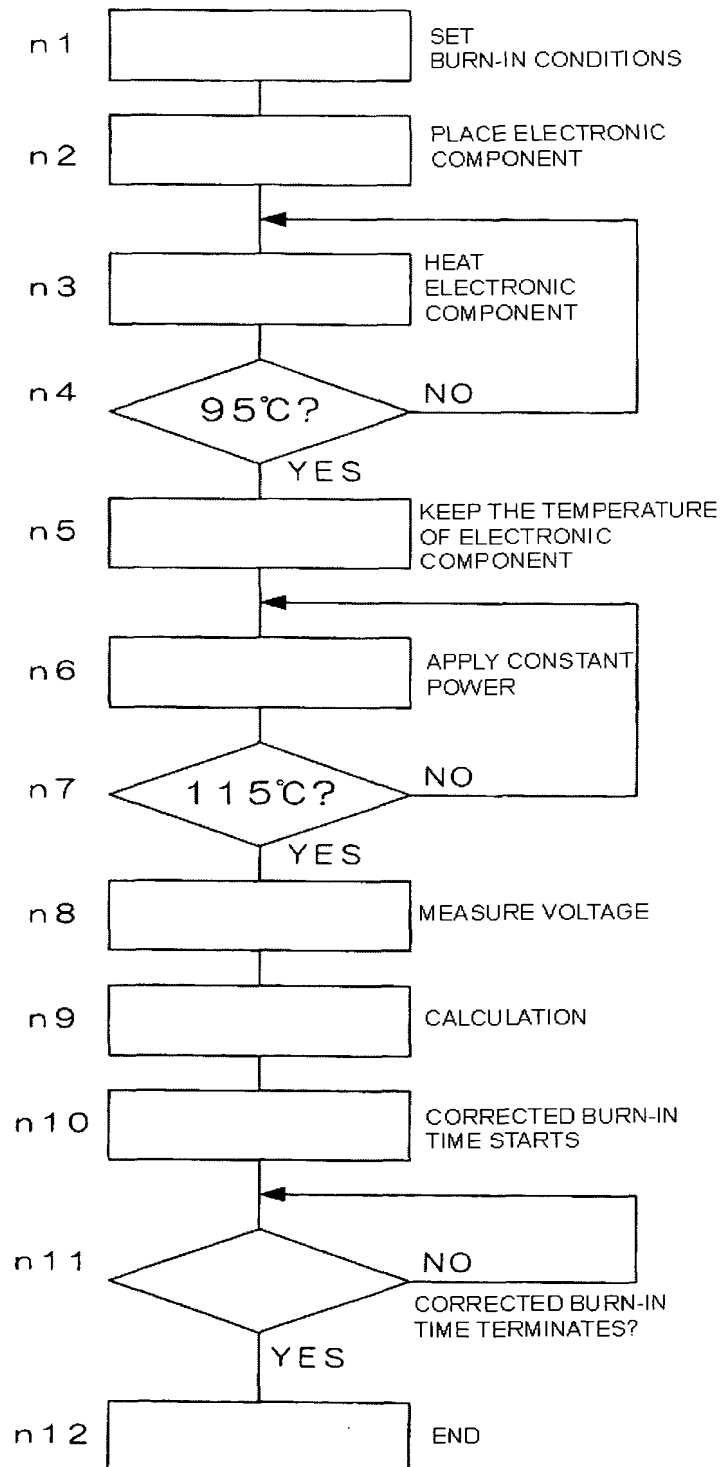 n1
SET
BURN-IN CONDITIONS
n2
PLACE ELECTRONIC
COMPONENT
n3
HEAT
ELECTRONIC
COMPONENT
n4
95℃?
NO
YES
n5
KEEP THE TEMPERATURE
OF ELECTRONIC
COMPONENT
n6
APPLY CONSTANT
POWER
n7
115℃?
NO
YES
n8
MEASURE VOLTAGE
n9
CALCULATION
n10
CORRECTED BURN-IN
TIME STARTS
n11
NO
CORRECTED BURN-IN
TIME TERMINATES?
YES
n12
END